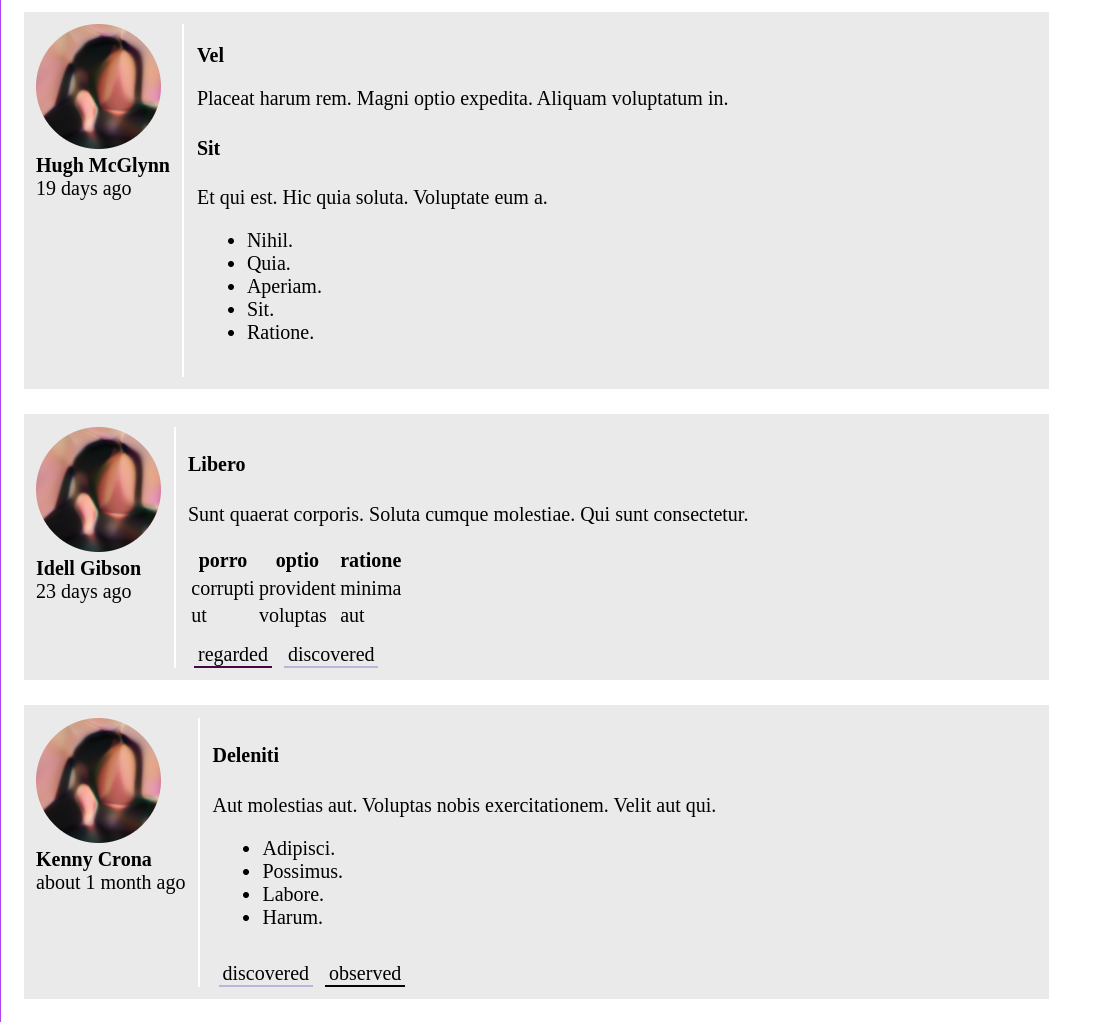 Hugh McGlynn
19 days ago
Vel
Placeat harum rem. Magni optio expedita. Aliquam voluptatum in.
Sit
Et qui est. Hic quia soluta. Voluptate eum a.
Nihil.
Quia.
Aperiam.
Sit.
Ratione.
Idell Gibson
23 days ago
Libero
Sunt quaerat corporis. Soluta cumque molestiae. Qui sunt consectetur.
porro optio ratione
corrupti provident minima
ut voluptas aut
regarded discovered
Kenny Crona
about 1 month ago
Deleniti
Aut molestias aut. Voluptas nobis exercitationem. Velit aut qui.
Adipisci.
Possimus.
Labore.
Harum.
discovered observed